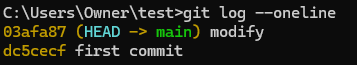 C:\Users\Owner\test>git log --oneline
03afa87 (HEAD -> main) modify
dc5cecf first commit